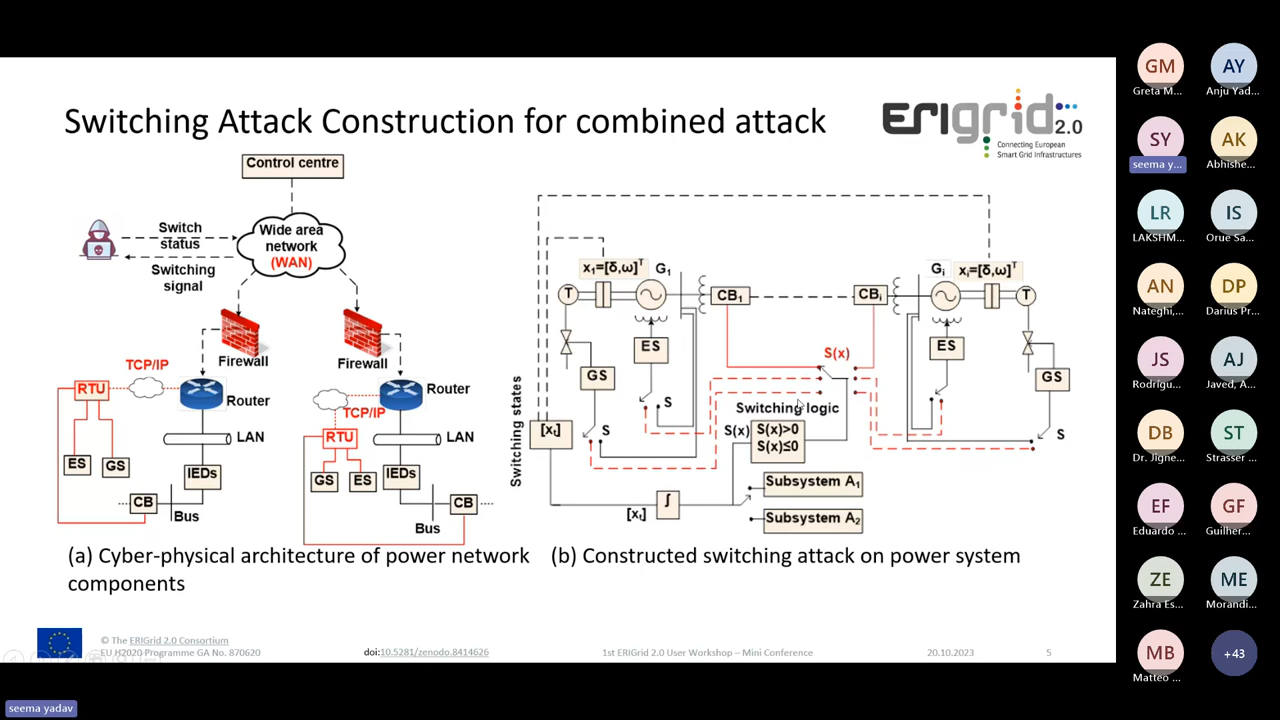 Switching Attack Construction for combined attack
ERIgrid 2.0
Connecting European
Smart Grid Infrastructures
Control centre
Switch
status
Switching
signal
Wide area
network
(WAN)
Firewall
Firewall
TCP/IP
RTU
Router
TCP/IP
Router
LAN
RTU
LAN
ES
GS
IEDs
GS
ES
IEDs
CB
Bus
CB
Bus
(a) Cyber-physical architecture of power network
components
x₁=[δ,ω]ᵀ
G₁
Gᵢ
xᵢ=[δ,ω]ᵀ
T
CB₁
CBᵢ
T
ES
ES
GS
GS
S(x)
S
S
S
Switching logic
Switching states
[xₜ]
S(x)
S(x)>0
S(x)≤0
[xₜ]
∫
Subsystem A₁
Subsystem A₂
(b) Constructed switching attack on power system
© The ERIGrid 2.0 Consortium
EU H2020 Programme GA No. 870620
doi:10.5281/zenodo.8414626
1st ERIGrid 2.0 User Workshop – Mini Conference
20.10.2023
5
GM
Greta M...
AY
Anju Yad...
SY
seema y...
AK
Abhishe...
LR
LAKSHM...
IS
Orue Sa...
AN
Nateghi,...
DP
Darius Pr...
JS
Rodrígu...
AJ
Javed, A...
DB
Dr. Jigne...
ST
Strasser ...
EF
Eduardo ...
GF
Guilher...
ZE
Zahra Es...
ME
Morandi...
MB
Matteo ...
+43
seema yadav